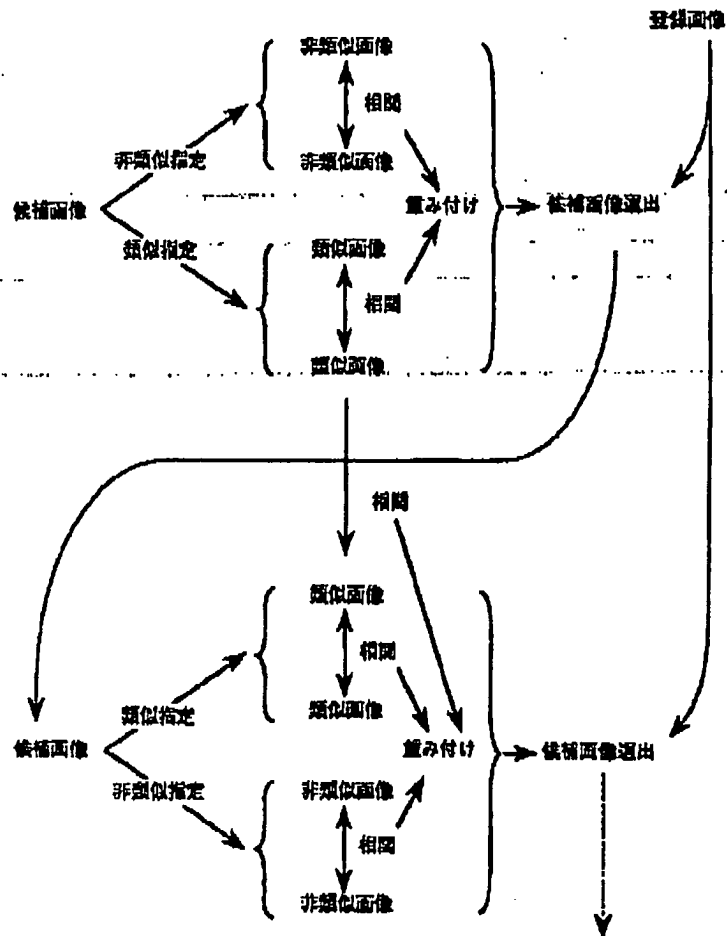 登録画像
非類似画像
相関
非類似指定
非類似画像
候補画像
重み付け
候補画像選出
類似指定
類似画像
相関
類似画像
相関
類似画像
相関
類似指定
類似画像
候補画像
重み付け
候補画像選出
非類似指定
非類似画像
相関
非類似画像